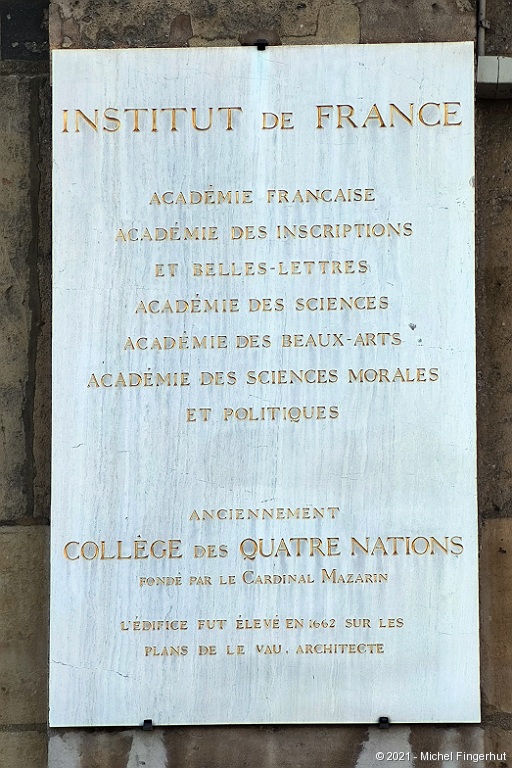 INSTITUT DE FRANCE
ACADÉMIE FRANCAISE
ACADÉMIE DES INSCRIPTIONS
ET BELLES-LETTRES
ACADÉMIE DES SCIENCES
ACADÉMIE DES BEAUX-ARTS
ACADÉMIE DES SCIENCES MORALES
ET POLITIQUES
ANCIENNEMENT
COLLÈGE DES QUATRE NATIONS
FONDÉ PAR LE CARDINAL MAZARIN
L'ÉDIFICE FUT ÉLEVÉ EN 1662 SUR LES
PLANS DE LE VAU, ARCHITECTE
© 2021 - Michel Fingerhut